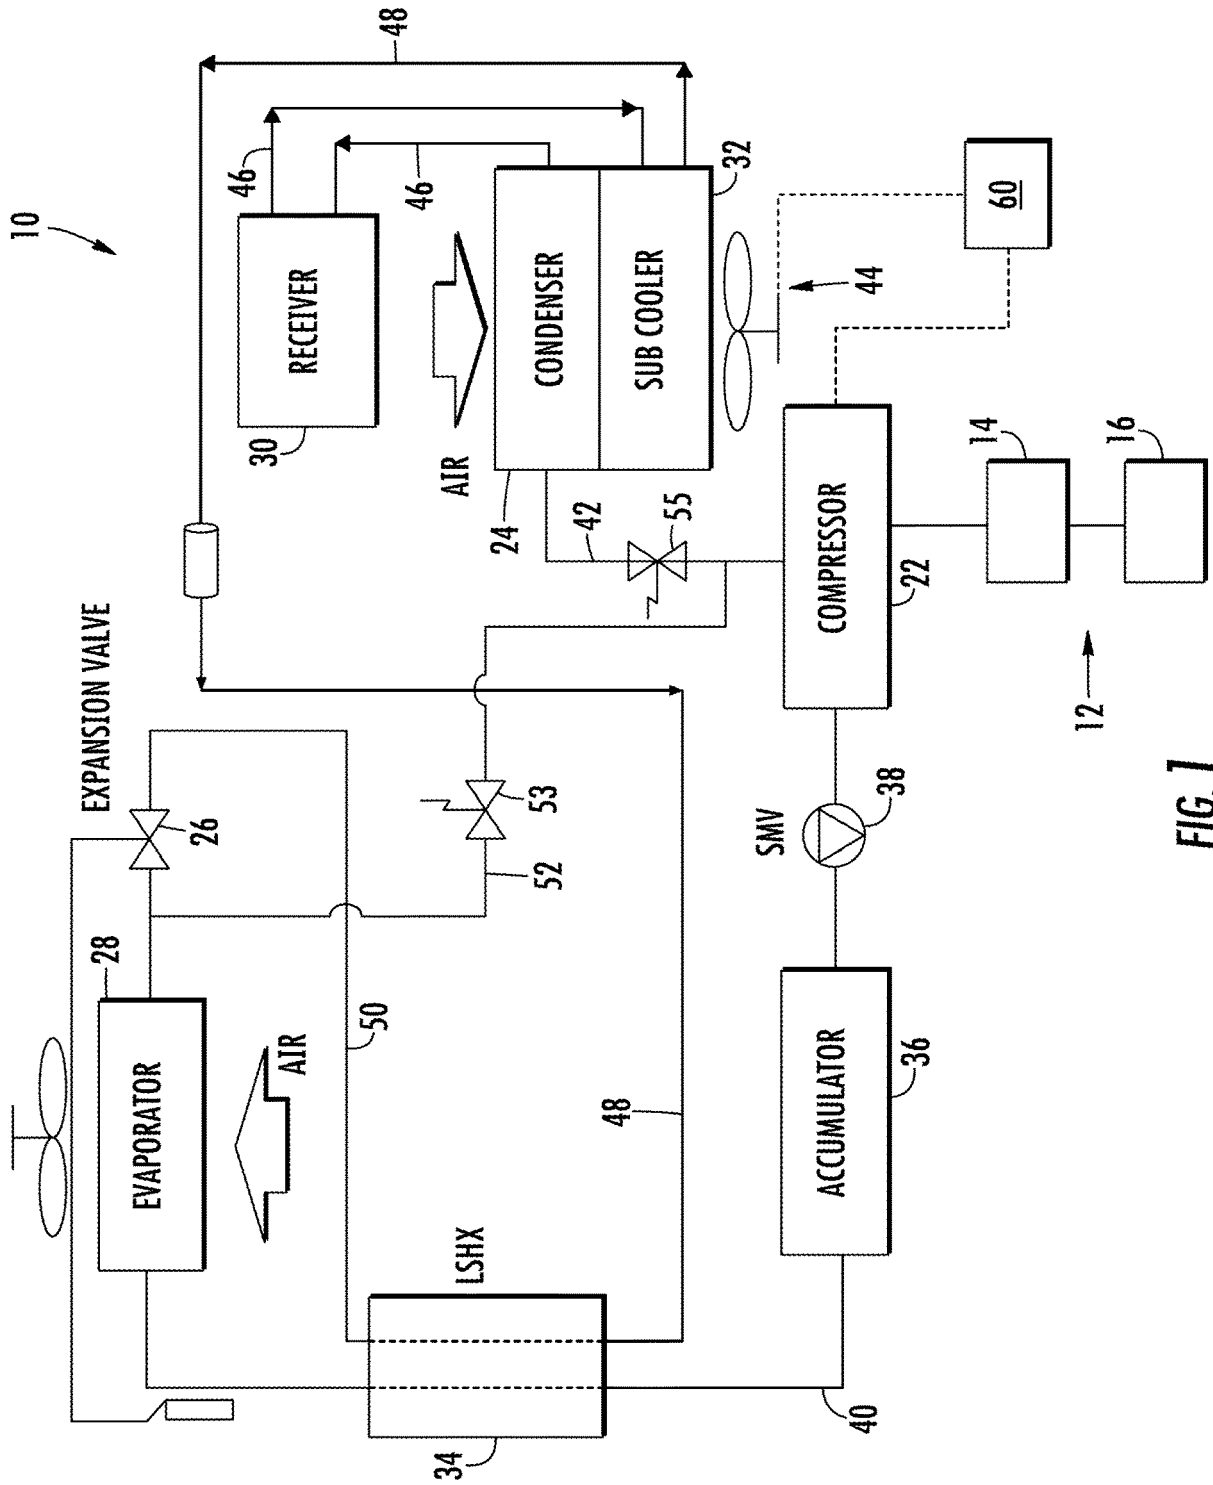 10
EXPANSION VALVE
28
EVAPORATOR
26
46
30
AIR
RECEIVER
50
48
46
34
AIR
LSHX
24
52
53
CONDENSER
42
48
SUB COOLER
55
32
SMV
ACCUMULATOR
COMPRESSOR
40
44
38
36
22
14
60
12
16
FIG. 1